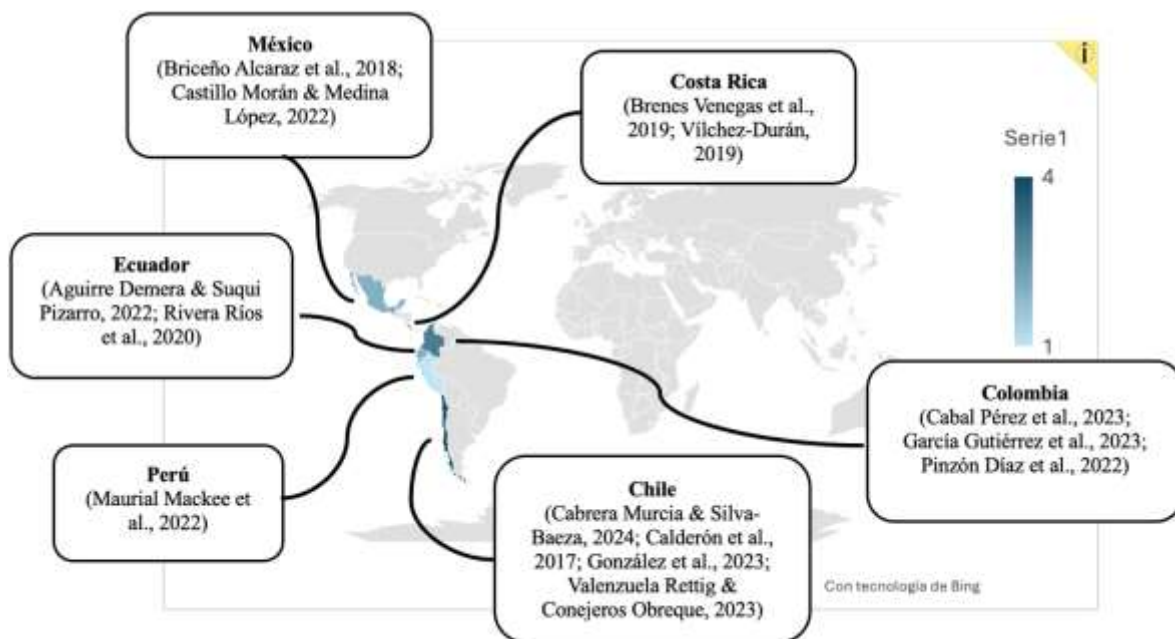 México
(Briceño Alcaraz et al., 2018;
Castillo Morán & Medina
López, 2022)
Costa Rica
(Brenes Venegas et al.,
2019; Vílchez-Durán,
2019)
i
Serie1
4
1
Ecuador
(Aguirre Demera & Suqui
Pizarro, 2022; Rivera Ríos
et al., 2020)
Colombia
(Cabal Pérez et al., 2023;
García Gutiérrez et al., 2023;
Pinzón Díaz et al., 2022)
Perú
(Maurial Mackee et
al., 2022)
Chile
(Cabrera Murcia & Silva-
Baeza, 2024; Calderón et al.,
2017; González et al., 2023;
Valenzuela Rettig &
Conejeros Obreque, 2023)
Con tecnología de Bing